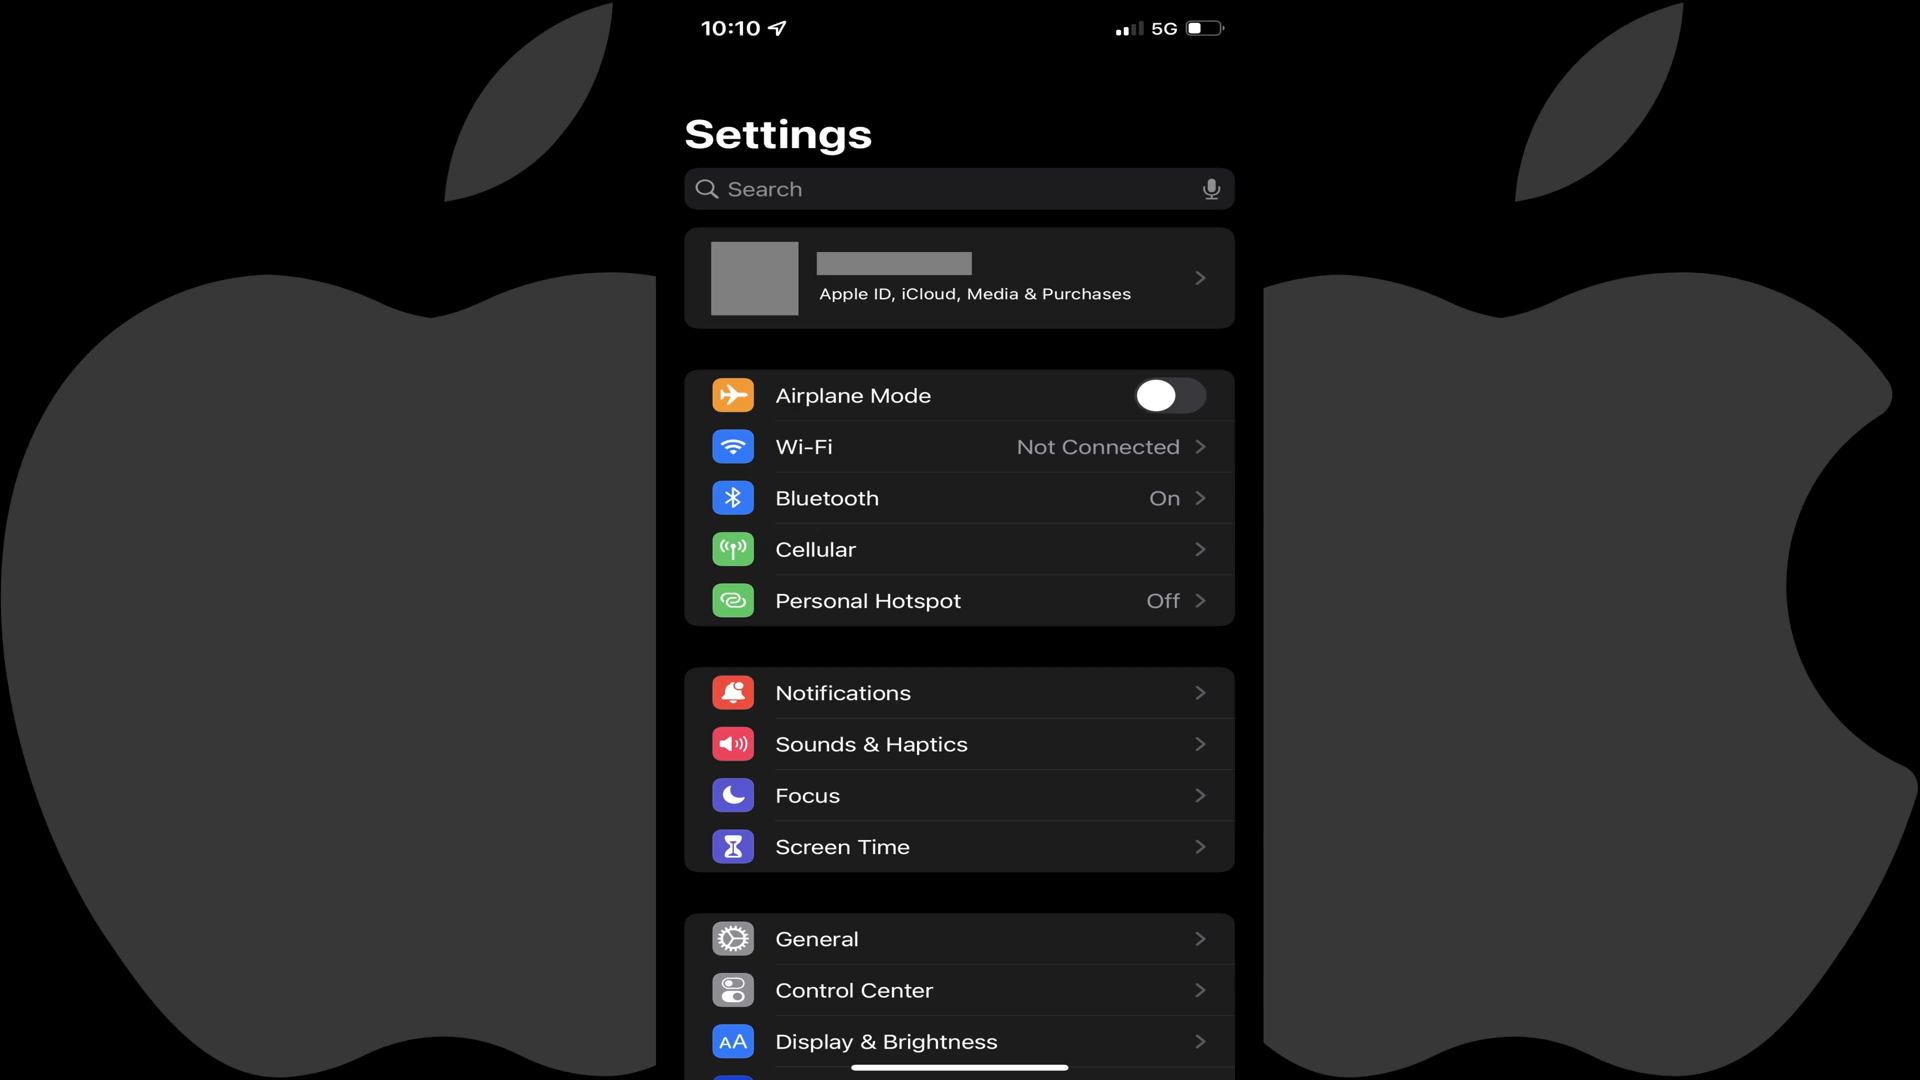 10:10
5G
Settings
Search
Apple ID, iCloud, Media & Purchases
Airplane Mode
Wi-Fi Not Connected
Bluetooth On
Cellular
Personal Hotspot Off
Notifications
Sounds & Haptics
Focus
Screen Time
General
Control Center
AA Display & Brightness